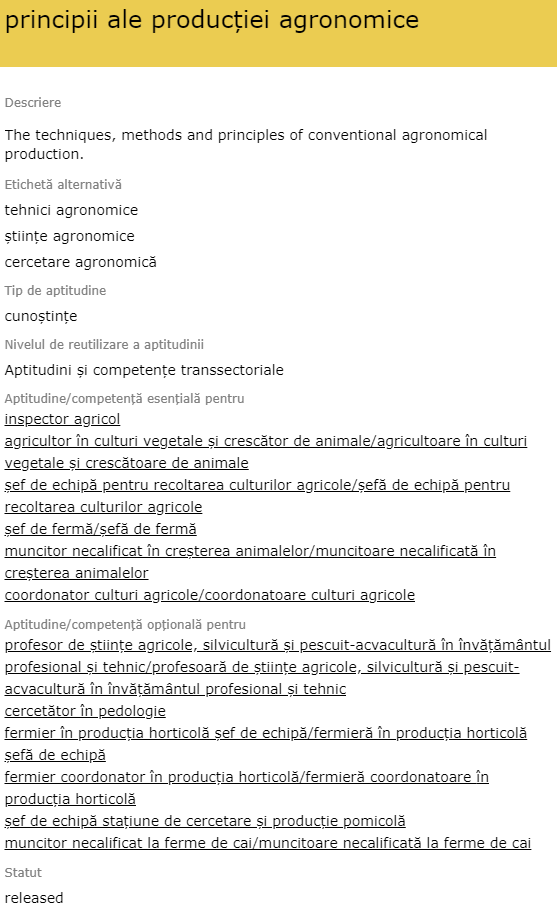 principii ale producției agronomice
Descriere
The techniques, methods and principles of conventional agronomical
production.
Etichetă alternativă
tehnici agronomice
științe agronomice
cercetare agronomică
Tip de aptitudine
cunoștințe
Nivelul de reutilizare a aptitudinii
Aptitudini și competențe transsectoriale
Aptitudine/competență esențială pentru
inspector agricol
agricultor în culturi vegetale și crescător de animale/agricultoare în culturi
vegetale și crescătoare de animale
șef de echipă pentru recoltarea culturilor agricole/șefă de echipă pentru
recoltarea culturilor agricole
șef de fermă/șefă de fermă
muncitor necalificat în creșterea animalelor/muncitoare necalificată în
creșterea animalelor
coordonator culturi agricole/coordonatoare culturi agricole
Aptitudine/competență opțională pentru
profesor de științe agricole, silvicultură și pescuit-acvacultură în învățământul
profesional și tehnic/profesoară de științe agricole, silvicultură și pescuit-
acvacultură în învățământul profesional și tehnic
cercetător în pedologie
fermier în producția horticolă șef de echipă/fermieră în producția horticolă
șefă de echipă
fermier coordonator în producția horticolă/fermieră coordonatoare în
producția horticolă
șef de echipă stațiune de cercetare și producție pomicolă
muncitor necalificat la ferme de cai/muncitoare necalificată la ferme de cai
Statut
released